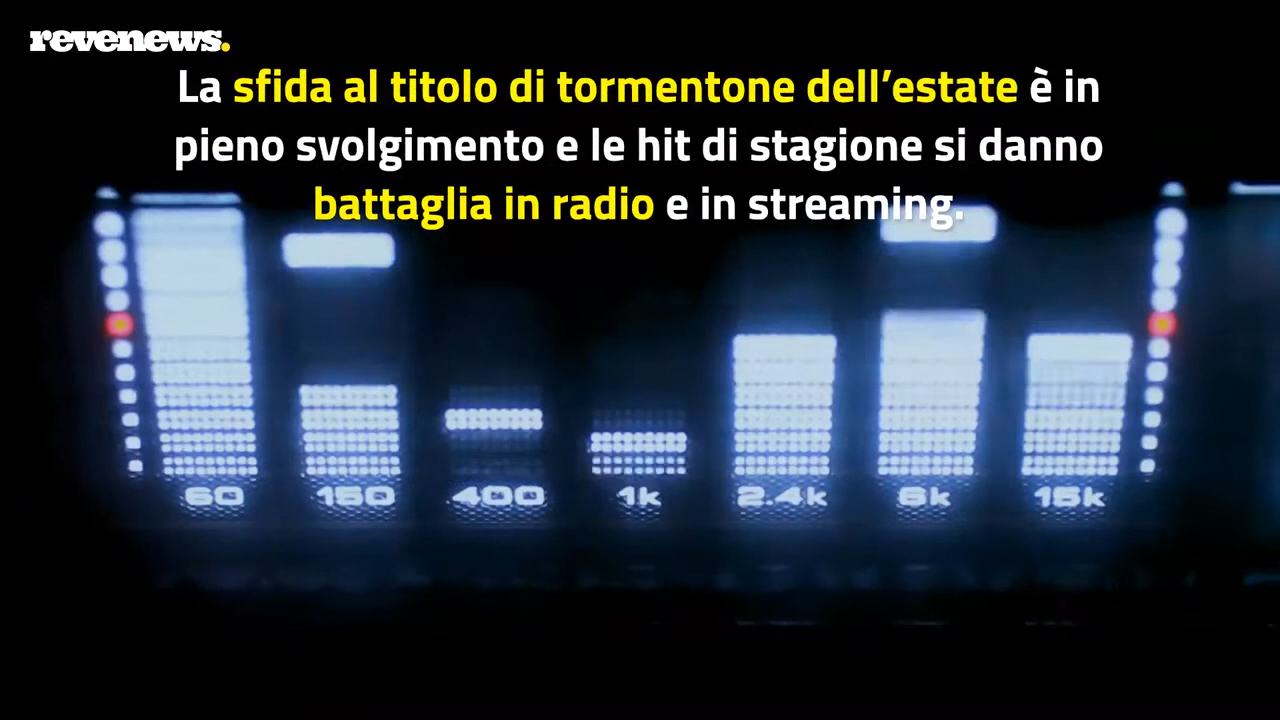 revenews.
La sfida al titolo di tormentone dell’estate è in
pieno svolgimento e le hit di stagione si danno
battaglia in radio e in streaming.
60 150 400 1k 2.4k 6k 15k